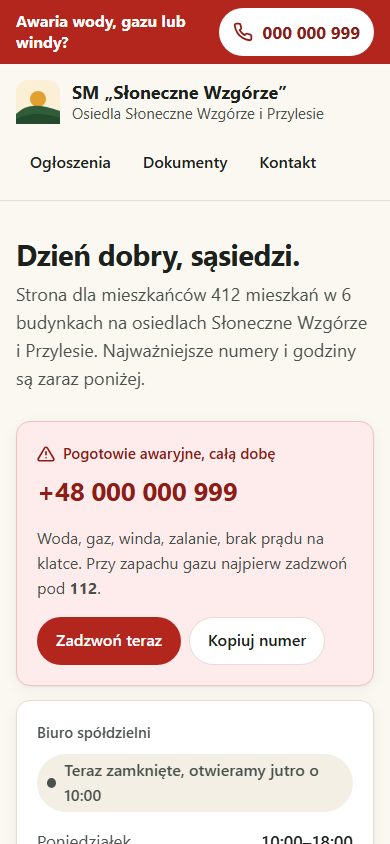 Awaria wody, gazu lub
windy?
000 000 999
SM „Słoneczne Wzgórze”
Osiedla Słoneczne Wzgórze i Przylesie
Ogłoszenia
Dokumenty
Kontakt
Dzień dobry, sąsiedzi.
Strona dla mieszkańców 412 mieszkań w 6
budynkach na osiedlach Słoneczne Wzgórze
i Przylesie. Najważniejsze numery i godziny
są zaraz poniżej.
Pogotowie awaryjne, całą dobę
+48 000 000 999
Woda, gaz, winda, zalanie, brak prądu na
klatce. Przy zapachu gazu najpierw zadzwoń
pod 112.
Zadzwoń teraz
Kopiuj numer
Biuro spółdzielni
Teraz zamknięte, otwieramy jutro o
10:00
Poniedziałek
10:00–18:00